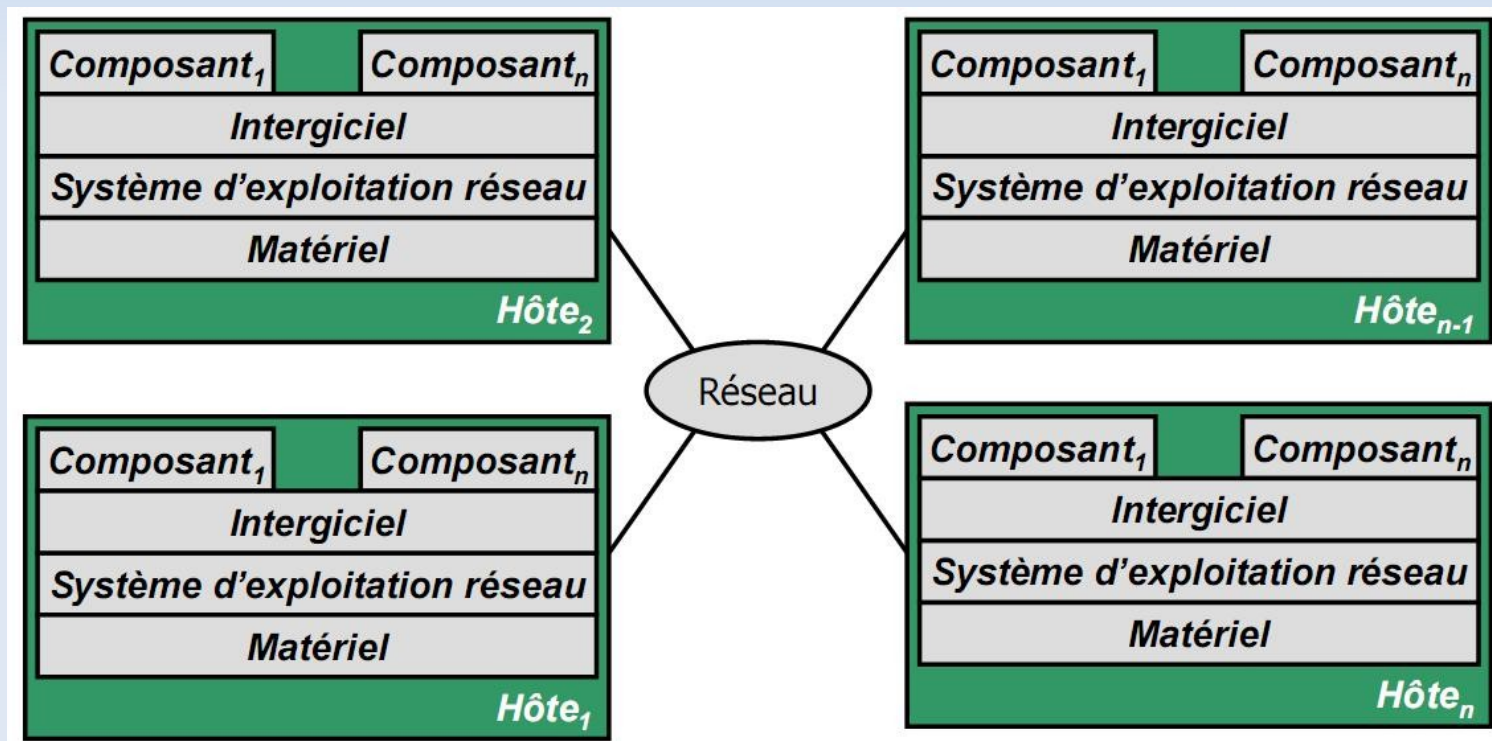 Composant₁ Composantₙ
Intergiciel
Système d’exploitation réseau
Matériel
Hôte₂
Composant₁ Composantₙ
Intergiciel
Système d’exploitation réseau
Matériel
Hôteₙ₋₁
Réseau
Composant₁ Composantₙ
Intergiciel
Système d’exploitation réseau
Matériel
Hôte₁
Composant₁ Composantₙ
Intergiciel
Système d’exploitation réseau
Matériel
Hôteₙ